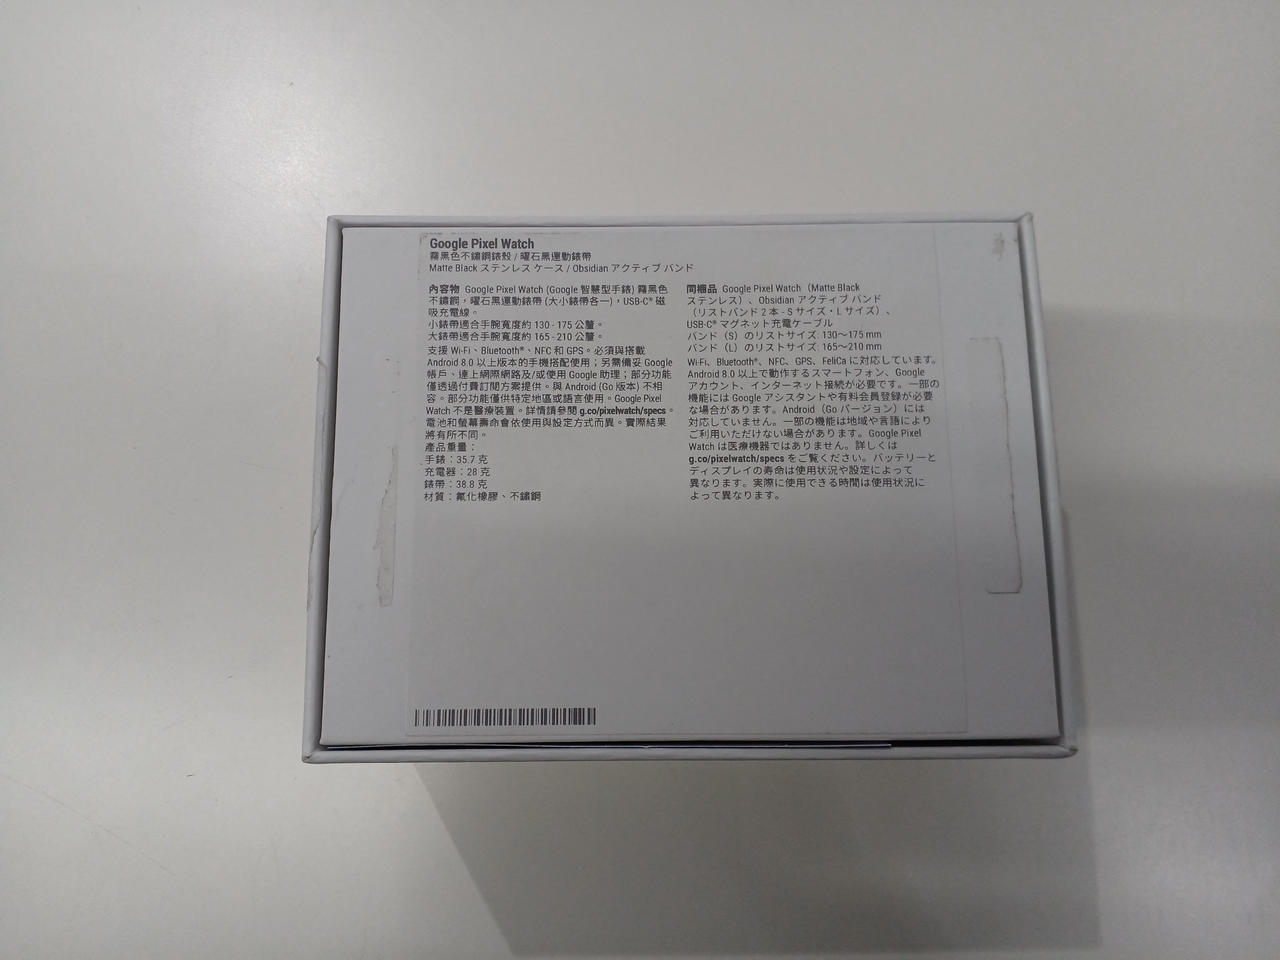 Google Pixel Watch
霧黑色不鏽鋼錶殼 / 曜石黑運動錶帶
Matte Black ステンレス ケース / Obsidian アクティブ バンド
內容物 Google Pixel Watch (Google 智慧型手錶) 霧黑色
不鏽鋼，曜石黑運動錶帶 (大小錶帶各一)，USB-C® 磁
吸充電線。
小錶帶適合手腕寬度約 130 - 175 公釐。
大錶帶適合手腕寬度約 165 - 210 公釐。
支援 Wi-Fi、Bluetooth®、NFC 和 GPS。必須與搭載
Android 8.0 以上版本的手機搭配使用；另需備妥 Google
帳戶、連上網際網路及/或使用 Google 助理；部分功能
僅透過付費訂閱方案提供。與 Android (Go 版本) 不相
容。部分功能僅供特定地區或語言使用。Google Pixel
Watch 不是醫療裝置。詳情請參閱 g.co/pixelwatch/specs。
電池和螢幕壽命會依使用與設定方式而異。實際結果
將有所不同。
產品重量：
手錶：35.7 克
充電器：28 克
錶帶：38.8 克
材質：氟化橡膠、不鏽鋼
同梱品 Google Pixel Watch（Matte Black
ステンレス）、Obsidian アクティブ バンド
（リストバンド 2 本 - S サイズ・L サイズ）、
USB-C® マグネット充電ケーブル
バンド（S）のリストサイズ: 130～175 mm
バンド（L）のリストサイズ: 165～210 mm
Wi-Fi、Bluetooth®、NFC、GPS、FeliCa に対応しています。
Android 8.0 以上で動作するスマートフォン、Google
アカウント、インターネット接続が必要です。一部の
機能には Google アシスタントや有料会員登録が必要
な場合があります。Android（Go バージョン）には
対応していません。一部の機能は地域や言語により
ご利用いただけない場合があります。Google Pixel
Watch は医療機器ではありません。詳しくは
g.co/pixelwatch/specs をご覧ください。バッテリーと
ディスプレイの寿命は使用状況や設定によって
異なります。実際に使用できる時間は使用状況に
よって異なります。